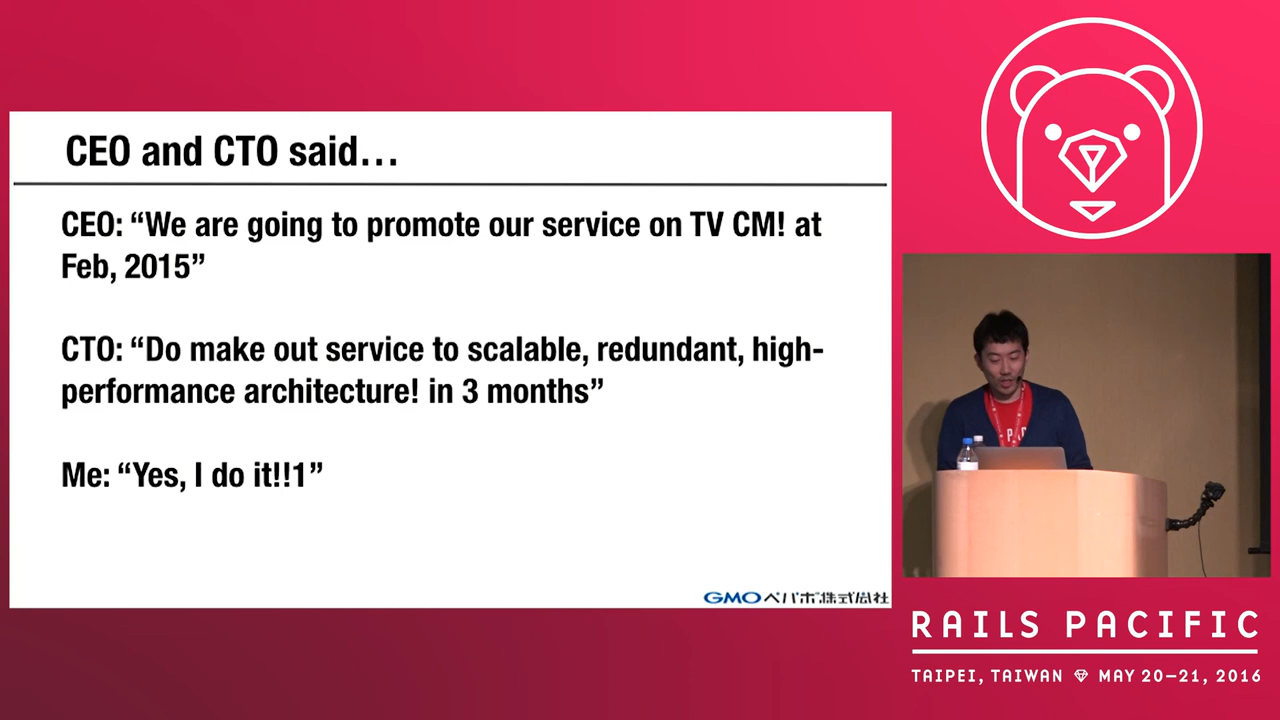 CEO and CTO said…
CEO: “We are going to promote our service on TV CM! at
Feb, 2015”
CTO: “Do make out service to scalable, redundant, high-
performance architecture! in 3 months”
Me: “Yes, I do it!!1”
GMOペパボ株式会社
RAILS PACIFIC
TAIPEI, TAIWAN MAY 20–21, 2016